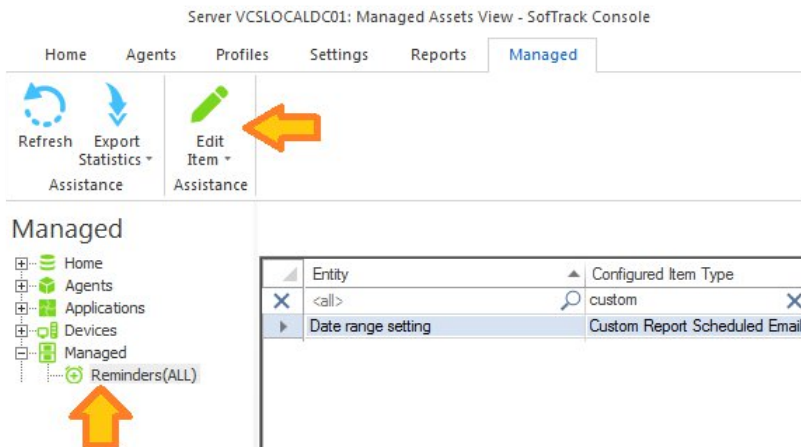 Server VCSLOCALDC01: Managed Assets View - SofTrack Console
Home Agents Profiles Settings Reports Managed
Refresh Export Statistics Edit Item
Assistance Assistance
Managed
Home
Agents
Applications
Devices
Managed
Reminders(ALL)
Entity Configured Item Type
<all> custom
Date range setting Custom Report Scheduled Email